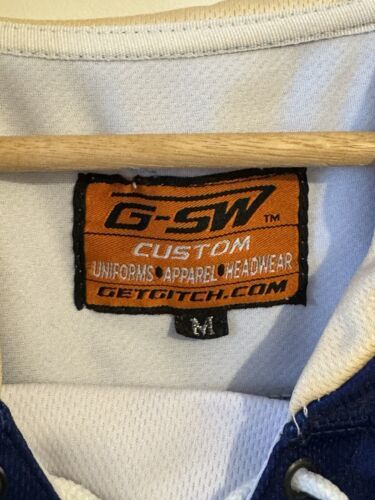 G-SW™
CUSTOM
UNIFORMS•APPAREL•HEADWEAR
GETGITCH.COM
M